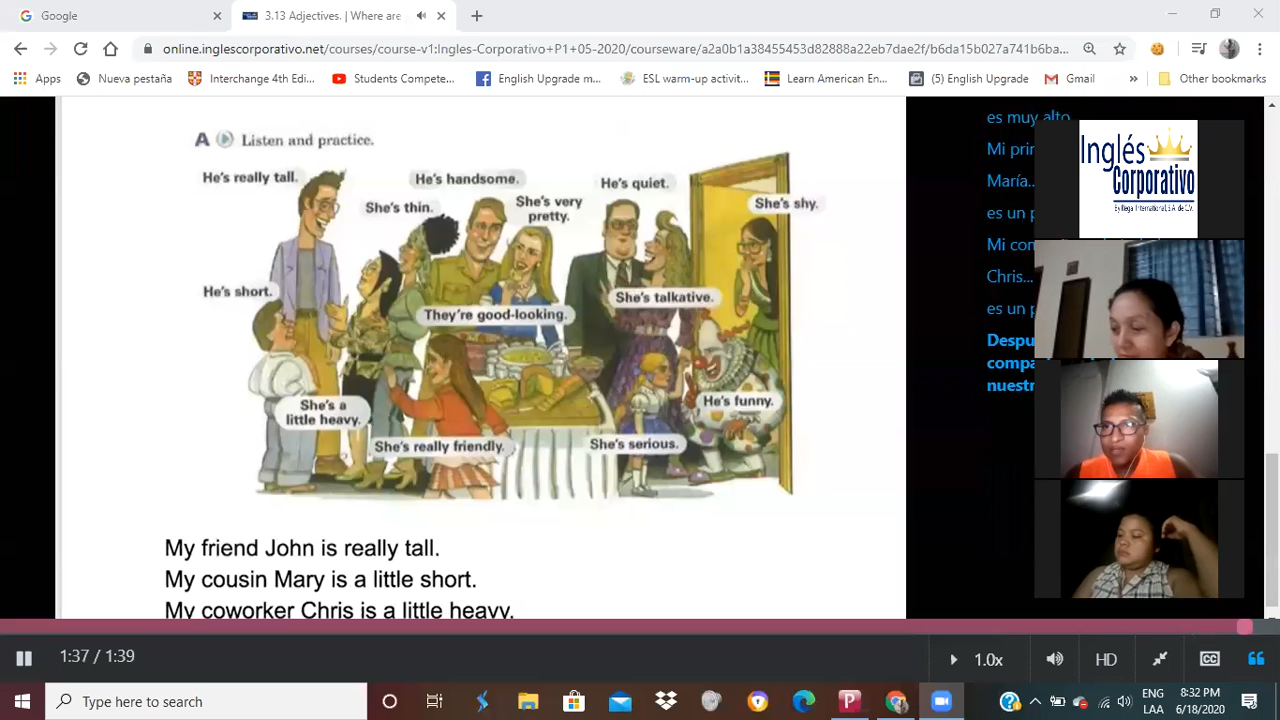 Google
3.13 Adjectives. | Where are
online.inglescorporativo.net/courses/course-v1:Ingles-Corporativo+P1+05-2020/courseware/a2a0b1a38455453d82888a22eb7dae2f/b6da15b027a741b6ba...
Apps
Nueva pestaña
Interchange 4th Edi...
Students Compete...
English Upgrade m...
ESL warm-up activit...
Learn American En...
(5) English Upgrade
Gmail
»
Other bookmarks
A Listen and practice.
He's really tall.
He's handsome.
He's quiet.
She's thin.
She's very
pretty.
She's shy.
He's short.
She's talkative.
They're good-looking.
She's a
little heavy.
He's funny.
She's really friendly.
She's serious.
My friend John is really tall.
My cousin Mary is a little short.
My coworker Chris is a little heavy.
es muy alto
Mi prim
María...
es un p
Mi com
Chris...
es un p
Despu
compa
nuestr
Inglés
Corporativo
By Ilega International, S.A. de C.V.
1:37 / 1:39
1.0x
HD
CC
Type here to search
ENG
LAA
8:32 PM
6/18/2020